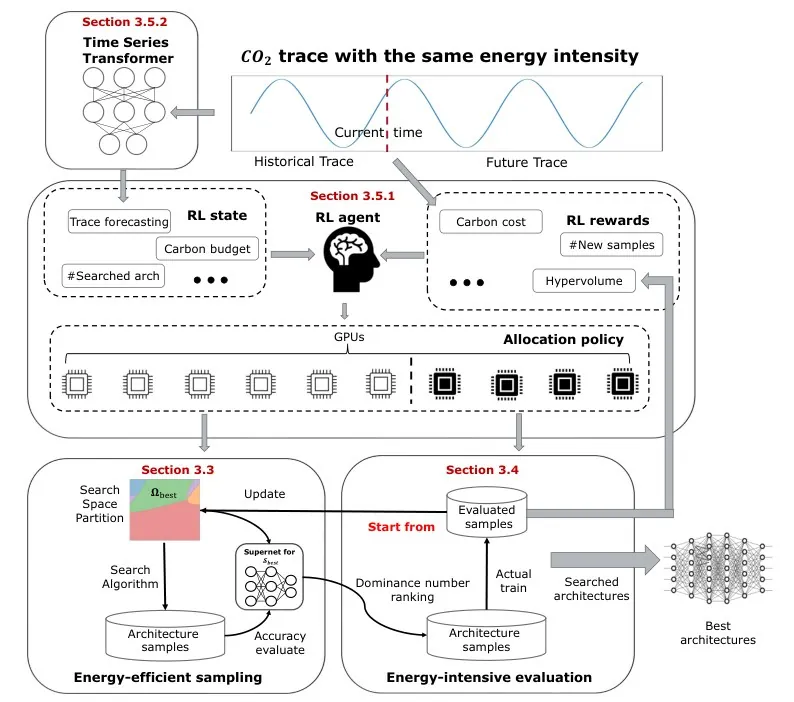 Section 3.5.2
Time Series
Transformer
CO₂ trace with the same energy intensity
Current time
Historical Trace
Future Trace
Section 3.5.1
RL state
Trace forecasting
Carbon budget
#Searched arch
RL agent
RL rewards
Carbon cost
#New samples
Hypervolume
GPUs
Allocation policy
Section 3.3
Search
Space
Partition
Ω_best
Update
Search
Algorithm
Supernet for
S_best
Architecture
samples
Accuracy
evaluate
Energy-efficient sampling
Section 3.4
Start from
Evaluated
samples
Dominance number
ranking
Actual
train
Architecture
samples
Energy-intensive evaluation
Searched
architectures
Best
architectures